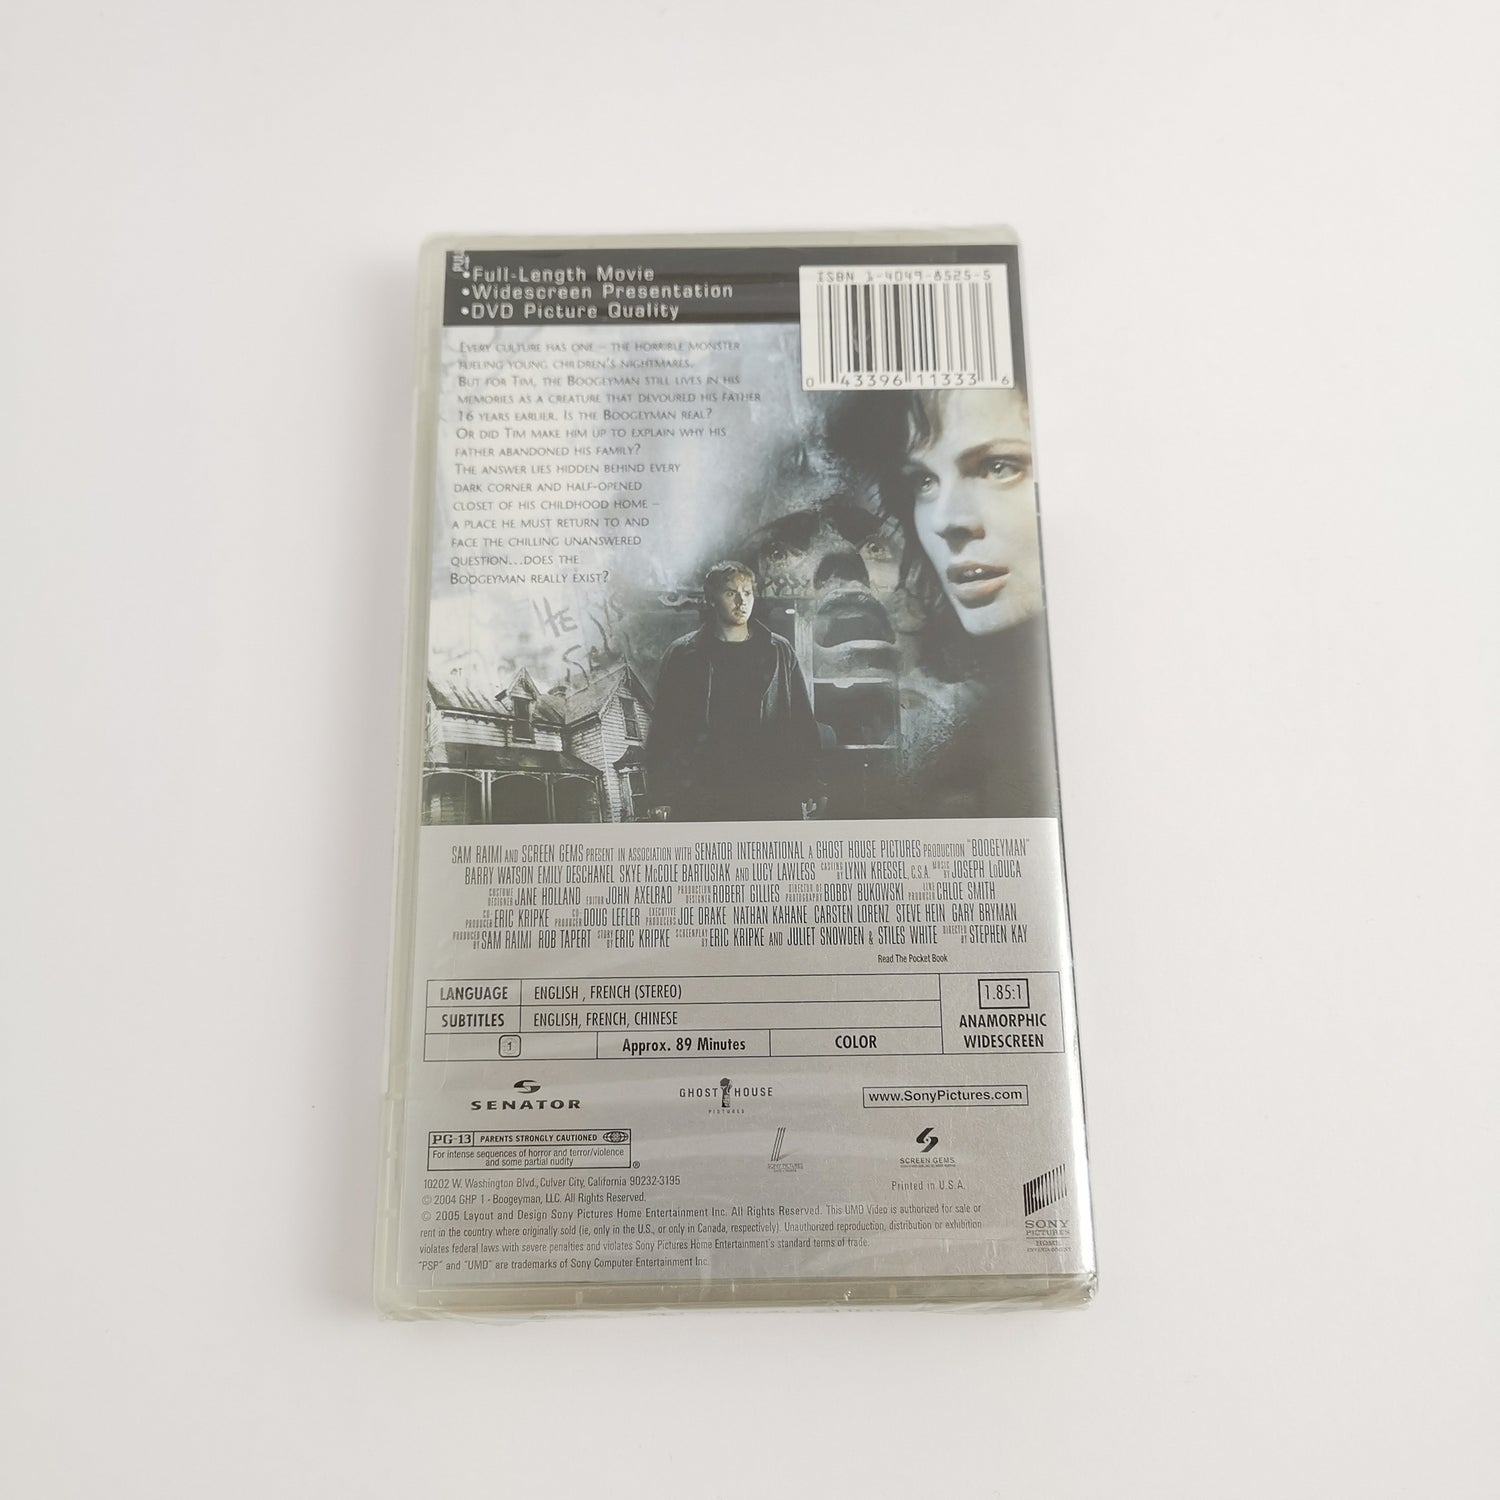 PULL
•Full-Length Movie
•Widescreen Presentation
•DVD Picture Quality
ISBN 1-4049-8525-5
0 43396 11333 6
Every culture has one – the horrible monster
fueling young children's nightmares.
But for Tim, the Boogeyman still lives in his
memories as a creature that devoured his father
16 years earlier. Is the Boogeyman real?
Or did Tim make him up to explain why his
father abandoned his family?
The answer lies hidden behind every
dark corner and half-opened
closet of his childhood home –
a place he must return to and
face the chilling unanswered
question...does the
Boogeyman really exist?
HE IS
SAM RAIMI AND SCREEN GEMS PRESENT IN ASSOCIATION WITH SENATOR INTERNATIONAL A GHOST HOUSE PICTURES PRODUCTION "BOOGEYMAN"
BARRY WATSON EMILY DESCHANEL SKYE McCOLE BARTUSIAK AND LUCY LAWLESS CASTING BY LYNN KRESSEL, C.S.A. MUSIC BY JOSEPH LoDUCA
COSTUME DESIGNER JANE HOLLAND EDITOR JOHN AXELRAD PRODUCTION DESIGNER ROBERT GILLIES DIRECTOR OF PHOTOGRAPHY BOBBY BUKOWSKI LINE PRODUCER CHLOE SMITH
CO-PRODUCER ERIC KRIPKE CO-PRODUCER DOUG LEFLER EXECUTIVE PRODUCERS JOE DRAKE NATHAN KAHANE CARSTEN LORENZ STEVE HEIN GARY BRYMAN
PRODUCED BY SAM RAIMI ROB TAPERT STORY BY ERIC KRIPKE SCREENPLAY BY ERIC KRIPKE AND JULIET SNOWDEN & STILES WHITE DIRECTED BY STEPHEN KAY
Read The Pocket Book
LANGUAGE ENGLISH , FRENCH (STEREO)
SUBTITLES ENGLISH, FRENCH, CHINESE
1 Approx. 89 Minutes COLOR
1.85:1
ANAMORPHIC
WIDESCREEN
SENATOR
GHOST HOUSE
PICTURES
www.SonyPictures.com
PG-13 PARENTS STRONGLY CAUTIONED
For intense sequences of horror and terror/violence
and some partial nudity
®
SCREEN GEMS
Printed in U.S.A.
10202 W. Washington Blvd., Culver City, California 90232-3195
© 2004 GHP 1 - Boogeyman, LLC. All Rights Reserved.
© 2005 Layout and Design Sony Pictures Home Entertainment Inc. All Rights Reserved. This UMD Video is authorized for sale or
rent in the country where originally sold (ie, only in the U.S., or only in Canada, respectively). Unauthorized reproduction, distribution or exhibition
violates federal laws with severe penalties and violates Sony Pictures Home Entertainment's standard terms of trade.
"PSP" and "UMD" are trademarks of Sony Computer Entertainment Inc.
SONY
PICTURES
HOME
ENTERTAINMENT